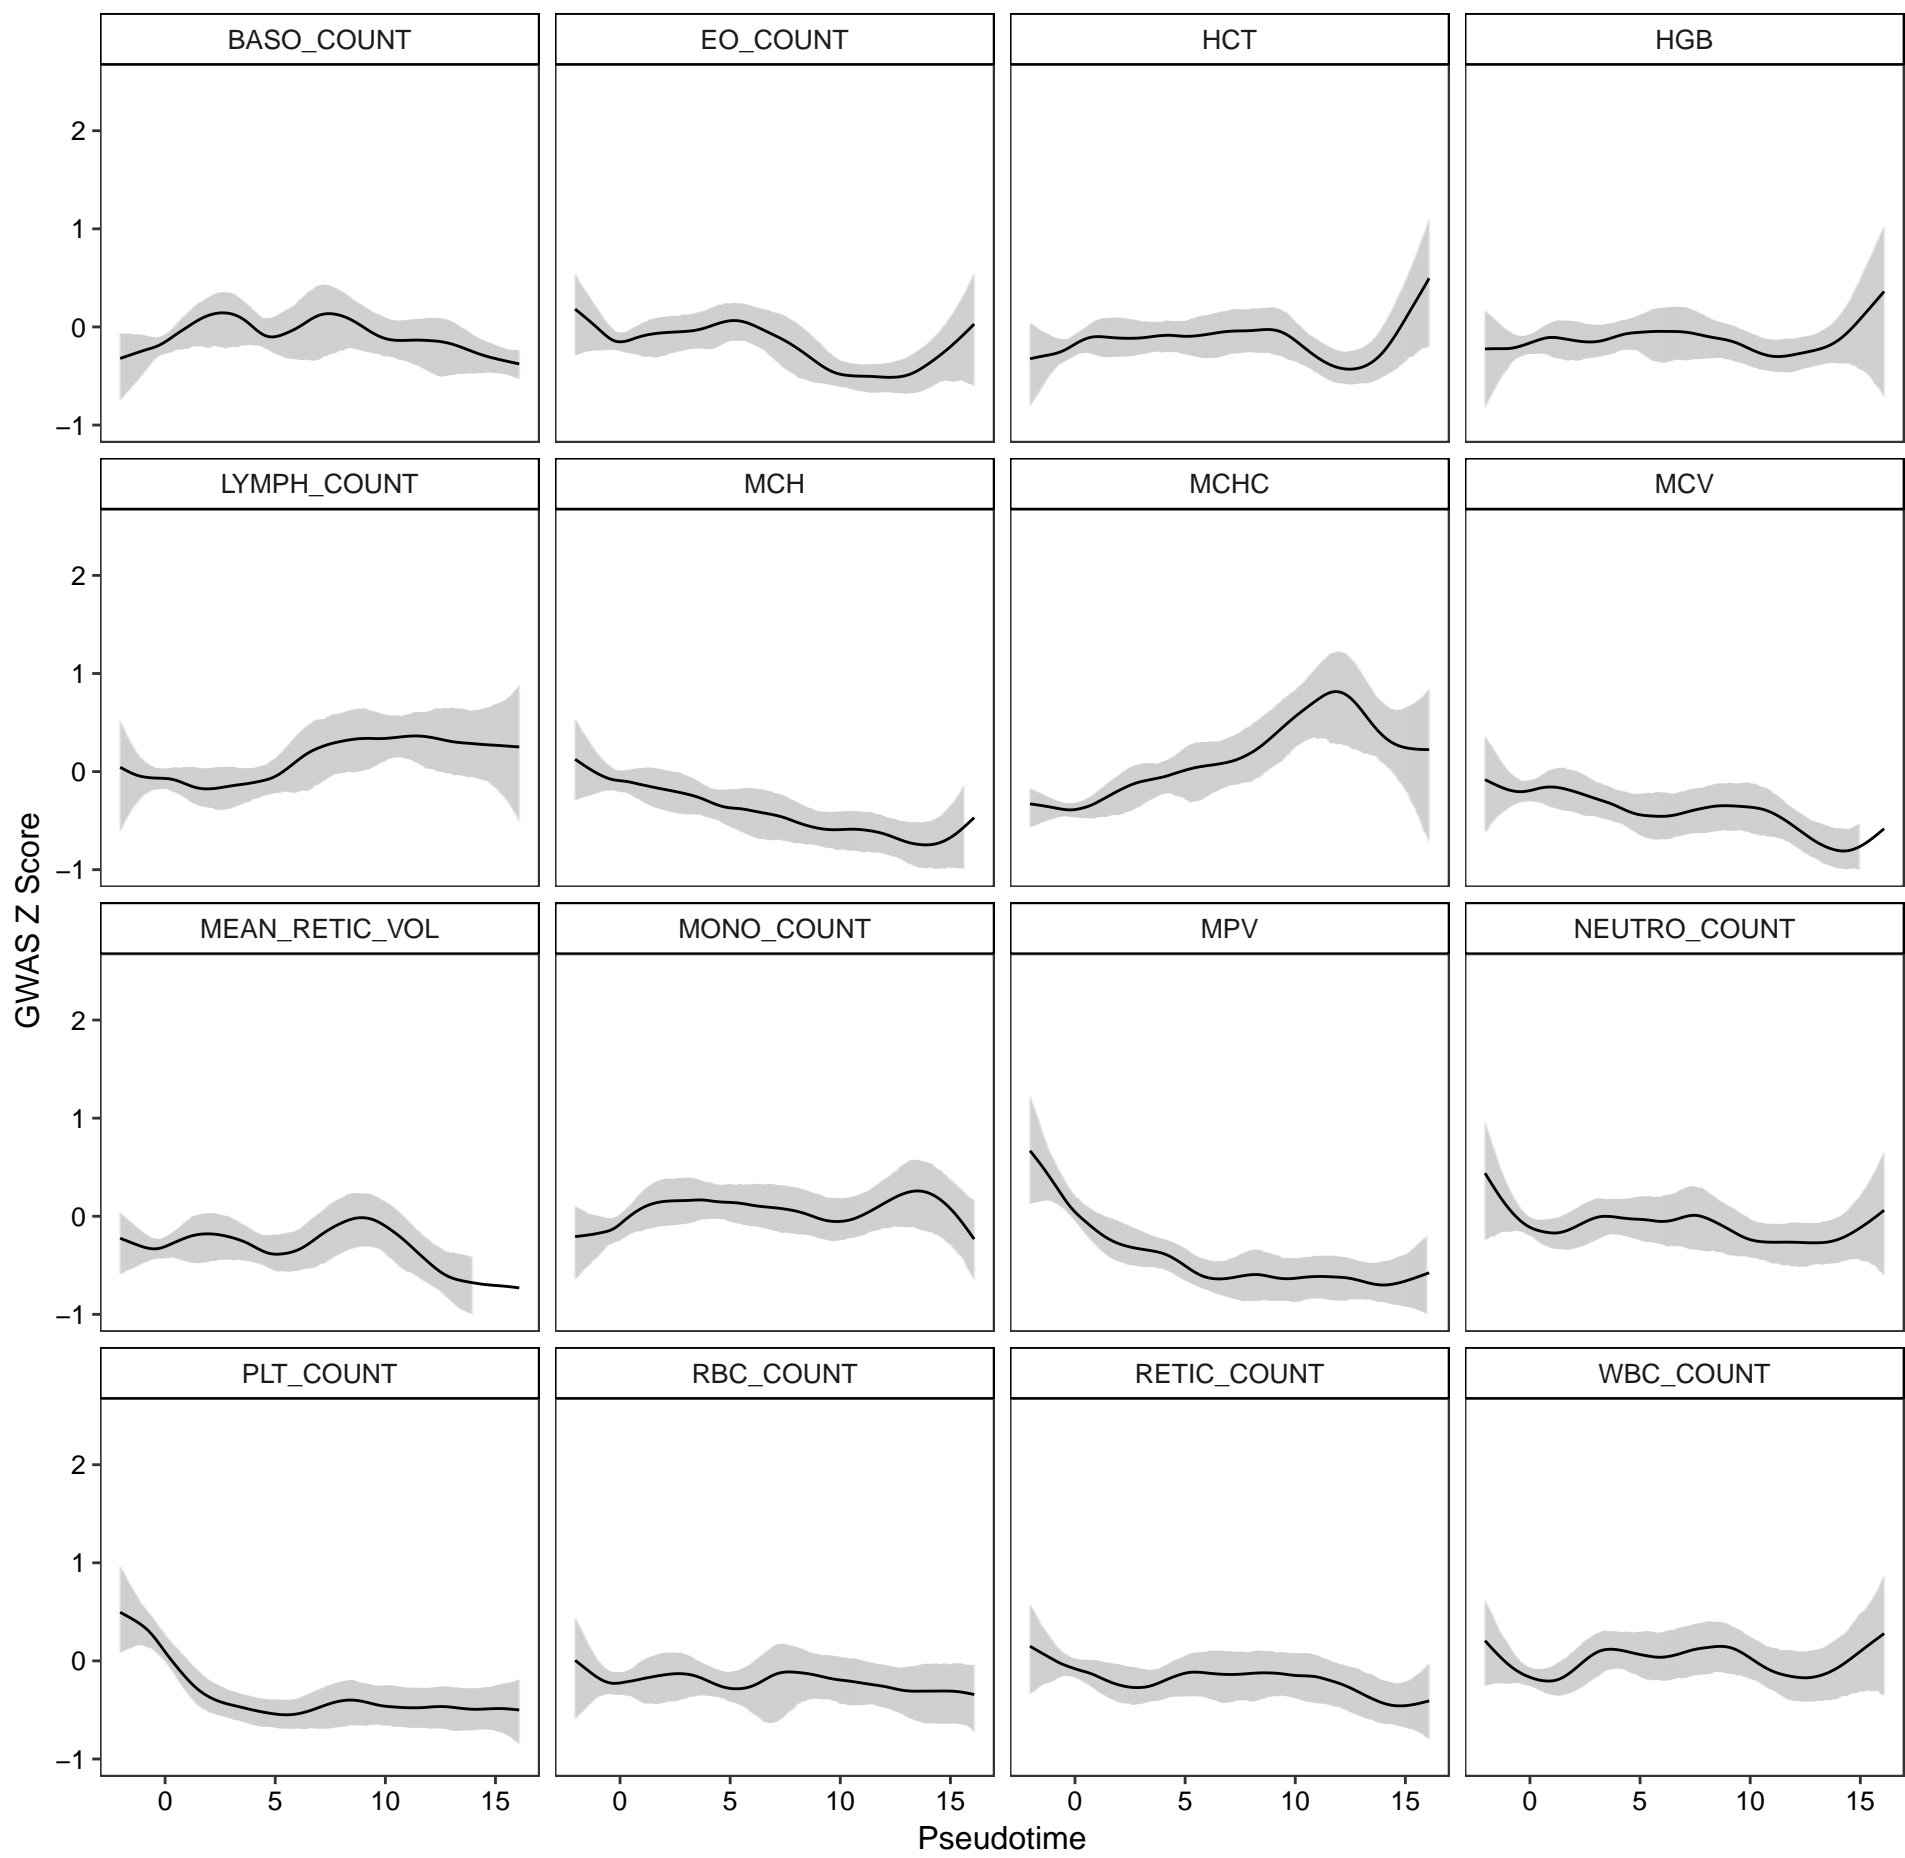 BASO_COUNT EO_COUNT HCT HGB
2
1
0
−1
LYMPH_COUNT MCH MCHC MCV
2
1
0
−1
MEAN_RETIC_VOL MONO_COUNT MPV NEUTRO_COUNT
2
1
0
−1
PLT_COUNT RBC_COUNT RETIC_COUNT WBC_COUNT
2
1
0
−1
0 5 10 15 0 5 10 15 0 5 10 15 0 5 10 15
Pseudotime
GWAS Z Score